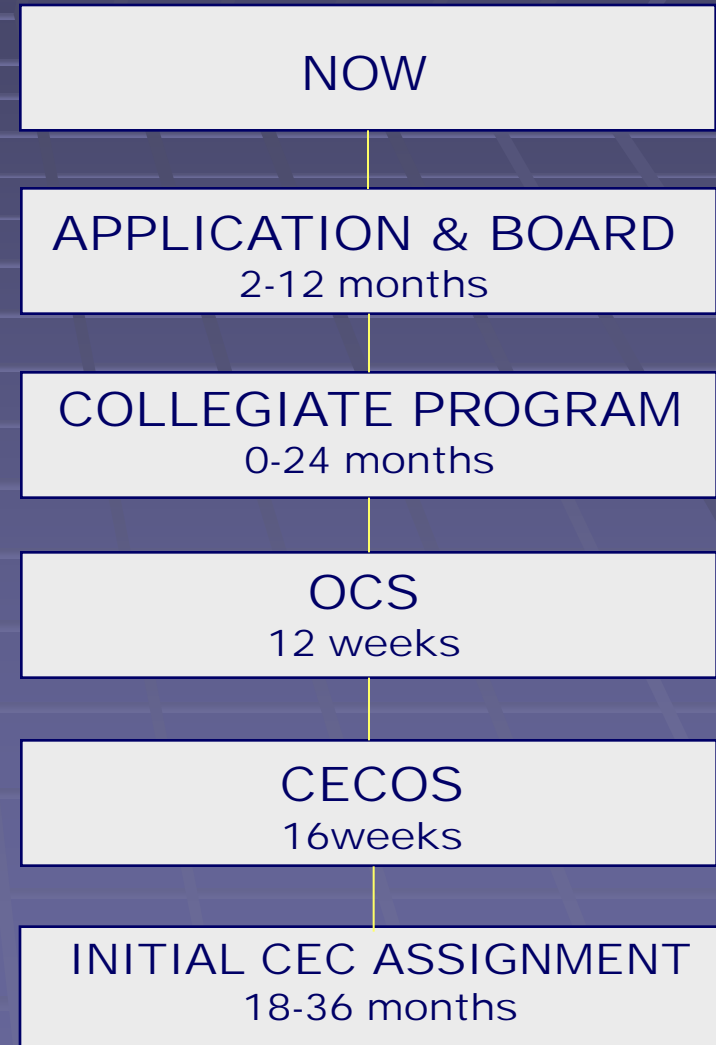 NOW
APPLICATION & BOARD
2-12 months
COLLEGIATE PROGRAM
0-24 months
OCS
12 weeks
CECOS
16weeks
INITIAL CEC ASSIGNMENT
18-36 months